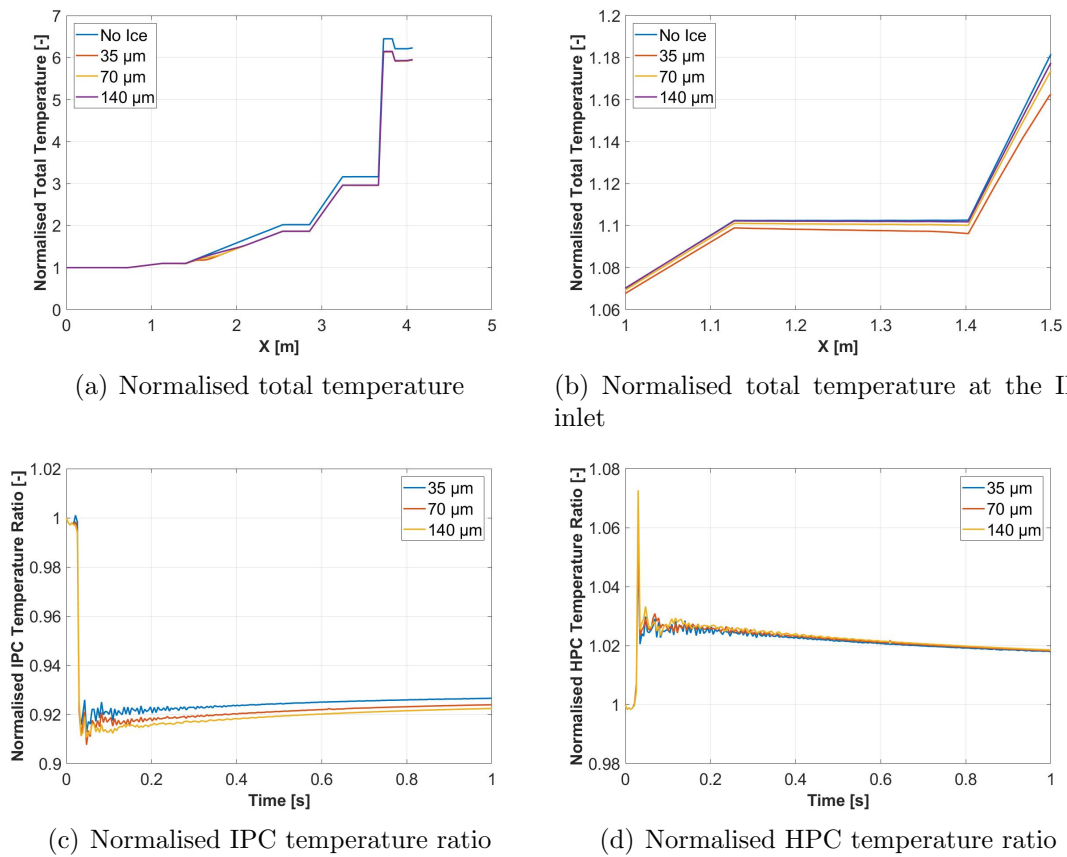 Normalised Total Temperature [-]
7
6
5
4
3
2
1
0
No Ice
35 µm
70 µm
140 µm
0 1 2 3 4 5
X [m]
(a) Normalised total temperature
Normalised Total Temperature [-]
1.2
1.18
1.16
1.14
1.12
1.1
1.08
1.06
No Ice
35 µm
70 µm
140 µm
1 1.1 1.2 1.3 1.4 1.5
X [m]
(b) Normalised total temperature at the
inlet
Normalised IPC Temperature Ratio [-]
1.02
1
0.98
0.96
0.94
0.92
0.9
35 µm
70 µm
140 µm
0 0.2 0.4 0.6 0.8 1
Time [s]
(c) Normalised IPC temperature ratio
Normalised HPC Temperature Ratio [-]
1.08
1.06
1.04
1.02
1
0.98
35 µm
70 µm
140 µm
0 0.2 0.4 0.6 0.8 1
Time [s]
(d) Normalised HPC temperature ratio